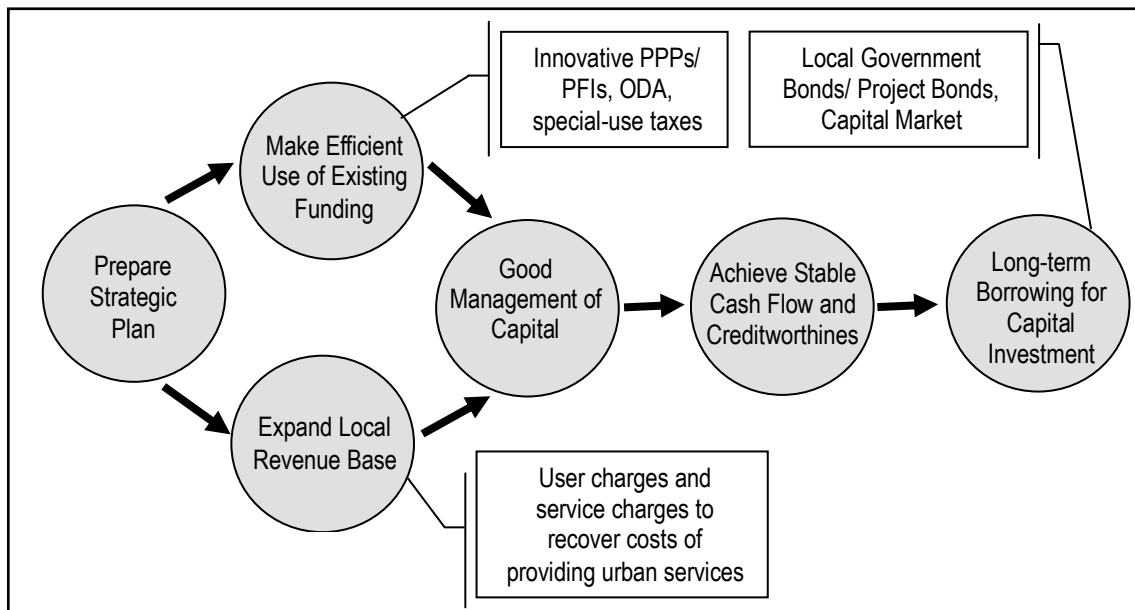 Innovative PPPs/
PFIs, ODA,
special-use taxes
Local Government
Bonds/ Project Bonds,
Capital Market
Make Efficient
Use of Existing
Funding
Prepare
Strategic
Plan
Good
Management of
Capital
Achieve Stable
Cash Flow and
Creditworthines
Long-term
Borrowing for
Capital
Investment
Expand Local
Revenue Base
User charges and
service charges to
recover costs of
providing urban services